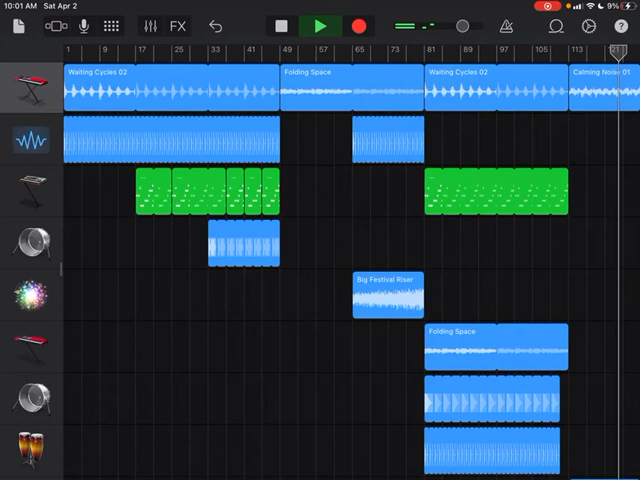 10:01 AM Sat Apr 2
9%
FX
?
1 9 17 25 33 41 49 57 65 73 81 89 97 105 113 121
Waiting Cycles 02
Folding Space
Waiting Cycles 02
Calming Noise 01
Big Festival Riser
Folding Space